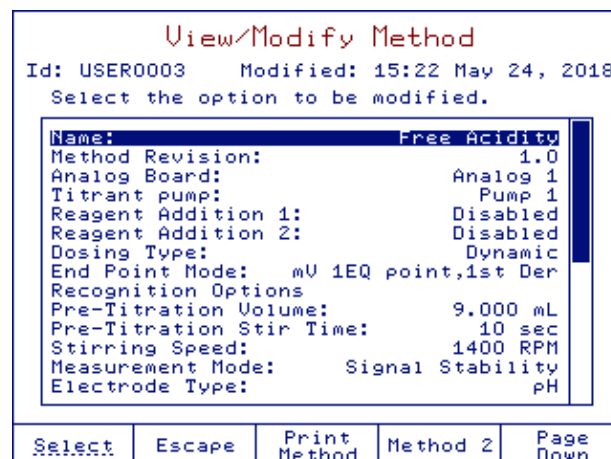 View/Modify Method
Id: USER0003 Modified: 15:22 May 24, 2018
Select the option to be modified.
Name: Free Acidity
Method Revision: 1.0
Analog Board: Analog 1
Titrant pump: Pump 1
Reagent Addition 1: Disabled
Reagent Addition 2: Disabled
Dosing Type: Dynamic
End Point Mode: mV 1EQ point,1st Der
Recognition Options
Pre-Titration Volume: 9.000 mL
Pre-Titration Stir Time: 10 sec
Stirring Speed: 1400 RPM
Measurement Mode: Signal Stability
Electrode Type: pH
Select Escape Print Method Method 2 Page Down